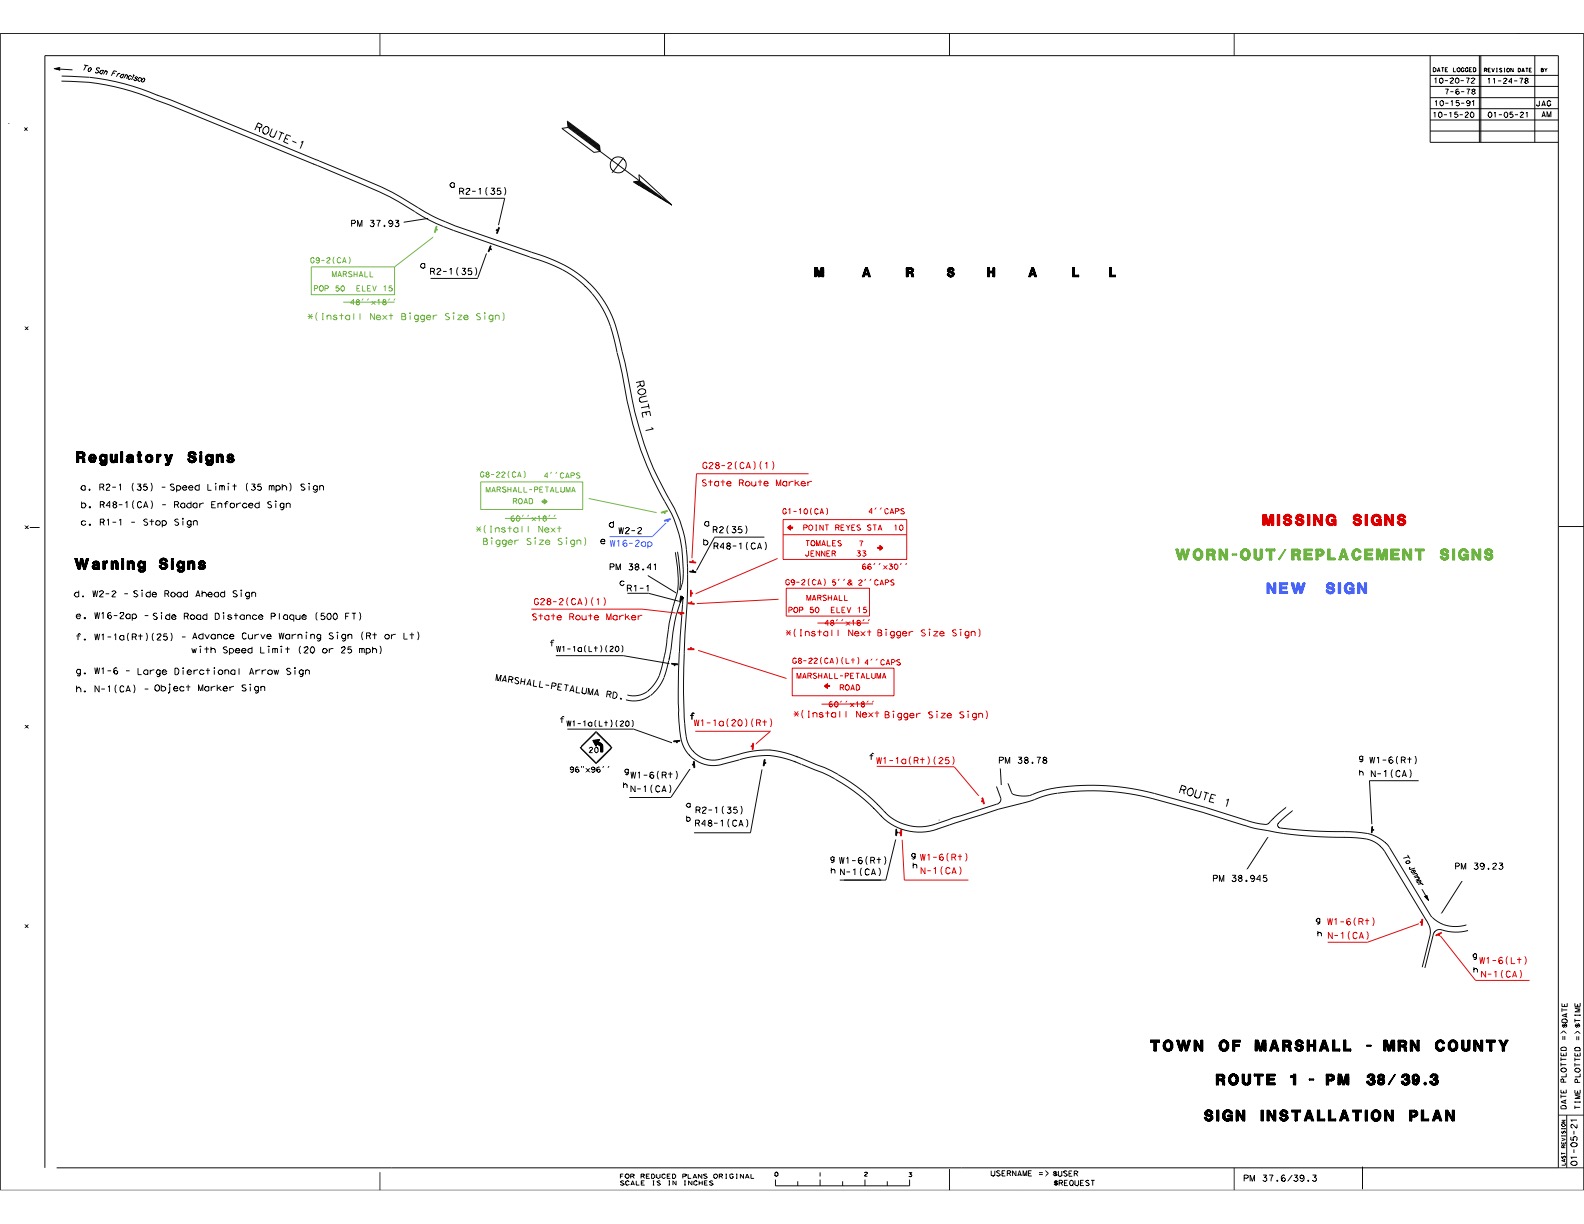 To San Francisco
DATE LOGGED REVISION DATE BY
10-20-72 11-24-78
7-6-78
10-15-91 JAG
10-15-20 01-05-21 AM
ROUTE-1
a R2-1(35)
PM 37.93
G9-2(CA)
MARSHALL
POP 50 ELEV 15
48''x18''
*(Install Next Bigger Size Sign)
a R2-1(35)
M A R S H A L L
ROUTE 1
Regulatory Signs
a. R2-1 (35) - Speed Limit (35 mph) Sign
b. R48-1(CA) - Radar Enforced Sign
c. R1-1 - Stop Sign
Warning Signs
d. W2-2 - Side Road Ahead Sign
e. W16-2ap - Side Road Distance Plaque (500 FT)
f. W1-1a(Rt)(25) - Advance Curve Warning Sign (Rt or Lt)
with Speed Limit (20 or 25 mph)
g. W1-6 - Large Dierctional Arrow Sign
h. N-1(CA) - Object Marker Sign
G8-22(CA) 4''CAPS
MARSHALL-PETALUMA
ROAD
60''x18''
*(Install Next
Bigger Size Sign)
d W2-2
e W16-2ap
G28-2(CA)(1)
State Route Marker
a R2(35)
b R48-1(CA)
G1-10(CA) 4''CAPS
POINT REYES STA 10
TOMALES 7
JENNER 33
66''x30''
PM 38.41
c R1-1
G28-2(CA)(1)
State Route Marker
G9-2(CA) 5''& 2''CAPS
MARSHALL
POP 50 ELEV 15
48''x18''
*(Install Next Bigger Size Sign)
f W1-1a(Lt)(20)
MARSHALL-PETALUMA RD.
G8-22(CA)(Lt) 4''CAPS
MARSHALL-PETALUMA
ROAD
60''x18''
*(Install Next Bigger Size Sign)
f W1-1a(Lt)(20)
20
96"x96''
f W1-1a(20)(Rt)
g W1-6(Rt)
h N-1(CA)
a R2-1(35)
b R48-1(CA)
MISSING SIGNS
WORN-OUT/REPLACEMENT SIGNS
NEW SIGN
f W1-1a(Rt)(25)
PM 38.78
ROUTE 1
g W1-6(Rt)
h N-1(CA)
g W1-6(Rt)
h N-1(CA)
g W1-6(Rt)
h N-1(CA)
PM 38.945
To Jenner
PM 39.23
g W1-6(Rt)
h N-1(CA)
g W1-6(Lt)
h N-1(CA)
TOWN OF MARSHALL - MRN COUNTY
ROUTE 1 - PM 38/39.3
SIGN INSTALLATION PLAN
LAST REVISION
01-05-21
DATE PLOTTED =>$DATE
TIME PLOTTED =>$TIME
FOR REDUCED PLANS ORIGINAL
SCALE IS IN INCHES
0 1 2 3
USERNAME => $USER
$REQUEST
PM 37.6/39.3